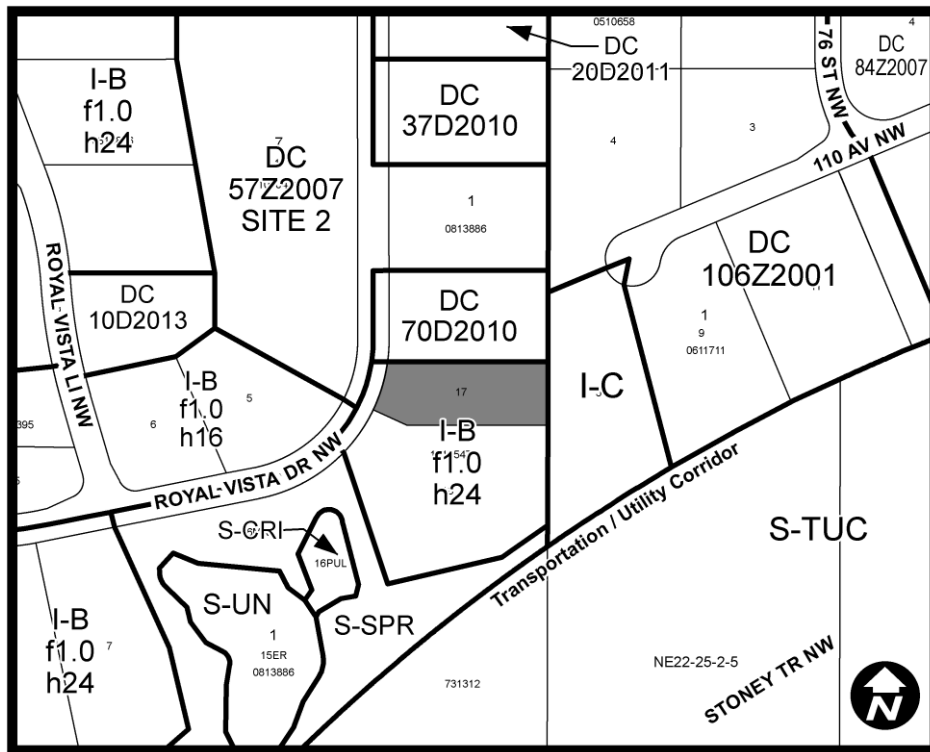 0510658
4
DC
20D2011
76 ST NW
DC
84Z2007
I-B
f1.0
h24
DC
37D2010
7
DC
57Z2007
SITE 2
4
3
110 AV NW
1
0813886
ROYAL VISTA LI NW
DC
10D2013
DC
70D2010
DC
106Z2001
1
9
0611711
I-B
f1.0
h16
5
6
395
17
I-C
I-B
f1.0
h24
ROYAL VISTA DR NW
Transportation / Utility Corridor
S-CRI
16PUL
S-TUC
S-UN
S-SPR
1
15ER
0813886
I-B
f1.0
h24
7
731312
NE22-25-2-5
STONEY TR NW
N